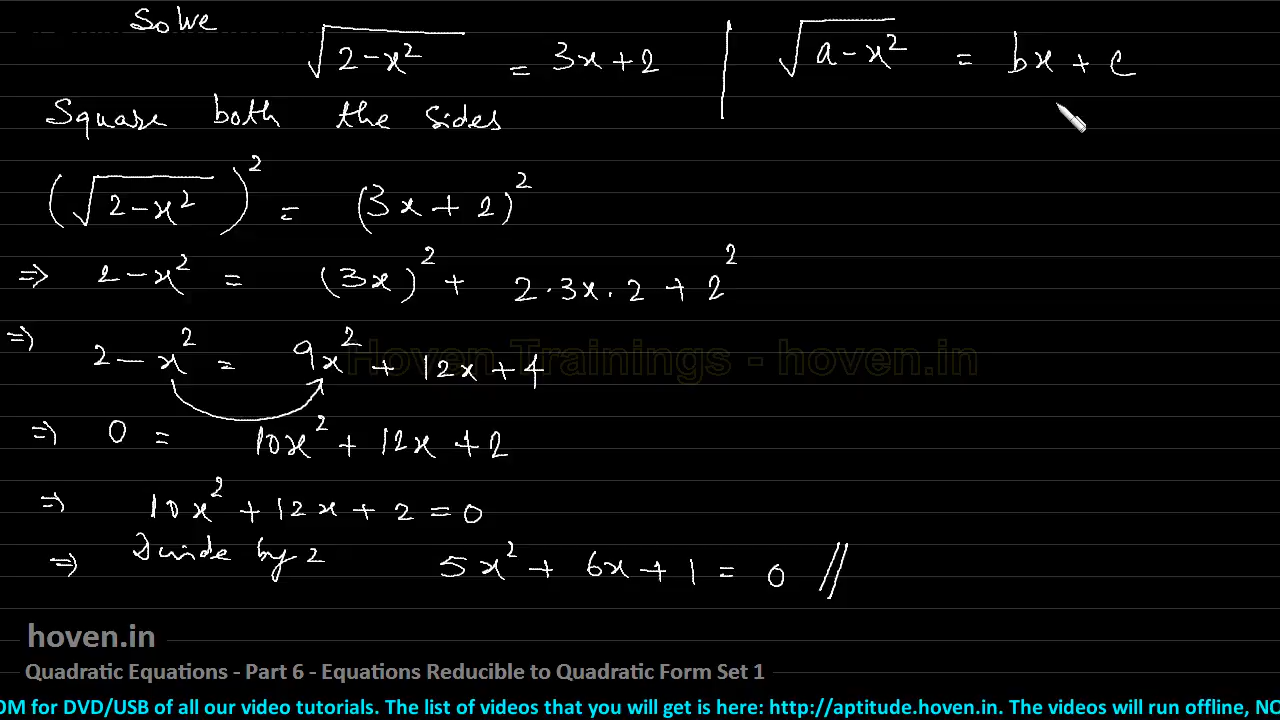 Solve
√(2-x²) = 3x+2 | √(a-x²) = bx + c
Square both the sides
(√(2-x²))² = (3x+2)²
⇒ 2-x² = (3x)² + 2·3x·2 + 2²
⇒ 2-x² = 9x² + 12x + 4
Hoven Trainings - hoven.in
⇒ 0 = 10x² + 12x + 2
⇒ 10x² + 12x + 2 = 0
⇒ Divide by 2 5x² + 6x + 1 = 0 //
hoven.in
Quadratic Equations - Part 6 - Equations Reducible to Quadratic Form Set 1
OM for DVD/USB of all our video tutorials. The list of videos that you will get is here: http://aptitude.hoven.in. The videos will run offline, NO